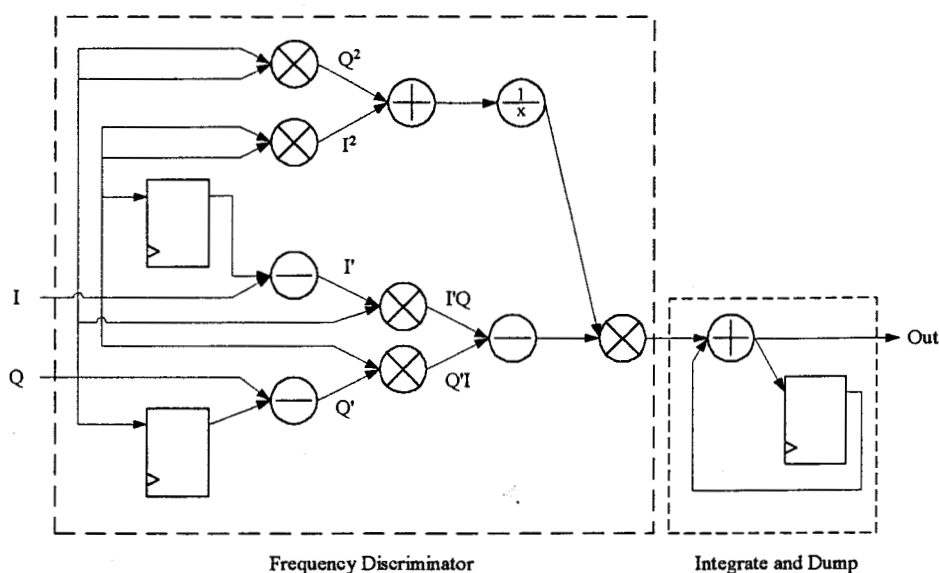 Q²
1
x
I²
I'
I
I'Q
Out
Q'I
Q
Q'
Frequency Discriminator
Integrate and Dump